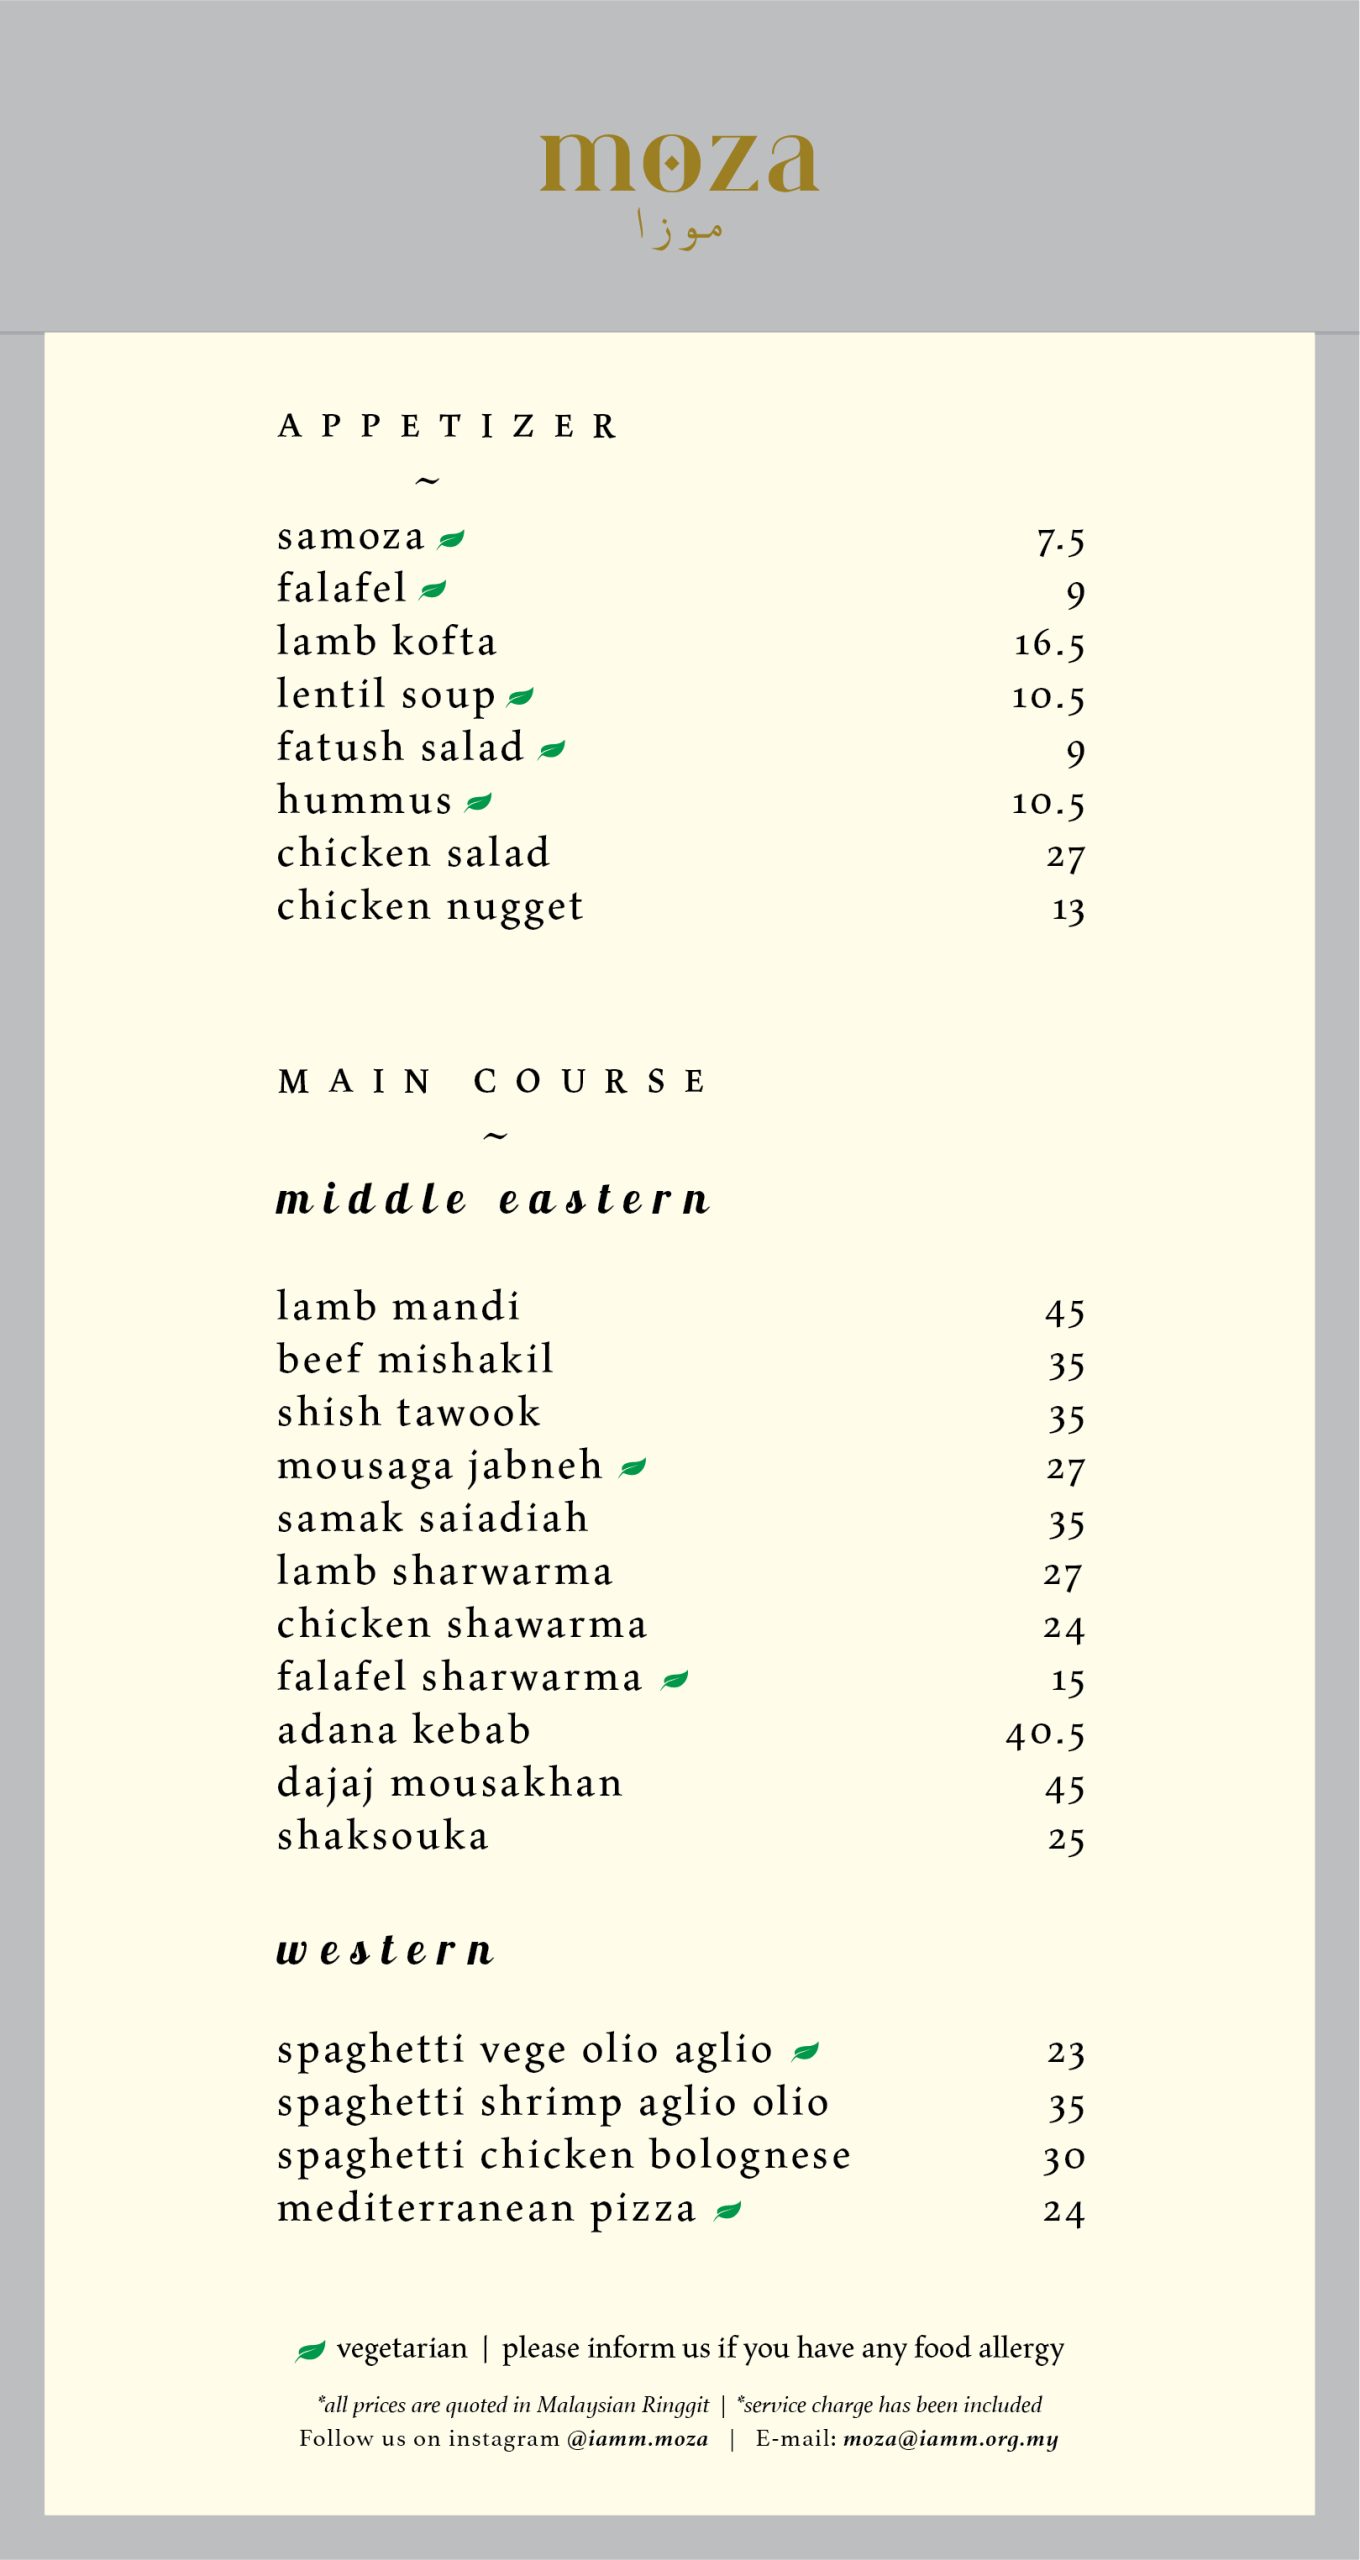 moza
موزا
APPETIZER
~
samoza 7.5
falafel 9
lamb kofta 16.5
lentil soup 10.5
fatush salad 9
hummus 10.5
chicken salad 27
chicken nugget 13
MAIN COURSE
~
middle eastern
lamb mandi 45
beef mishakil 35
shish tawook 35
mousaga jabneh 27
samak saiadiah 35
lamb sharwarma 27
chicken shawarma 24
falafel sharwarma 15
adana kebab 40.5
dajaj mousakhan 45
shaksouka 25
western
spaghetti vege olio aglio 23
spaghetti shrimp aglio olio 35
spaghetti chicken bolognese 30
mediterranean pizza 24
vegetarian | please inform us if you have any food allergy
*all prices are quoted in Malaysian Ringgit | *service charge has been included
Follow us on instagram @iamm.moza | E-mail: moza@iamm.org.my